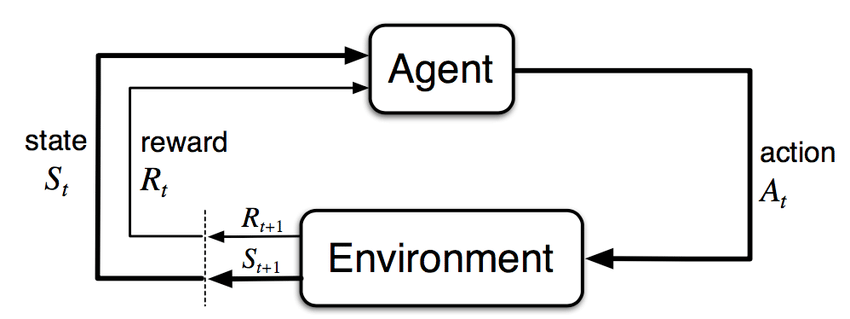 Agent
state
S_t
reward
R_t
action
A_t
R_{t+1}
S_{t+1}
Environment